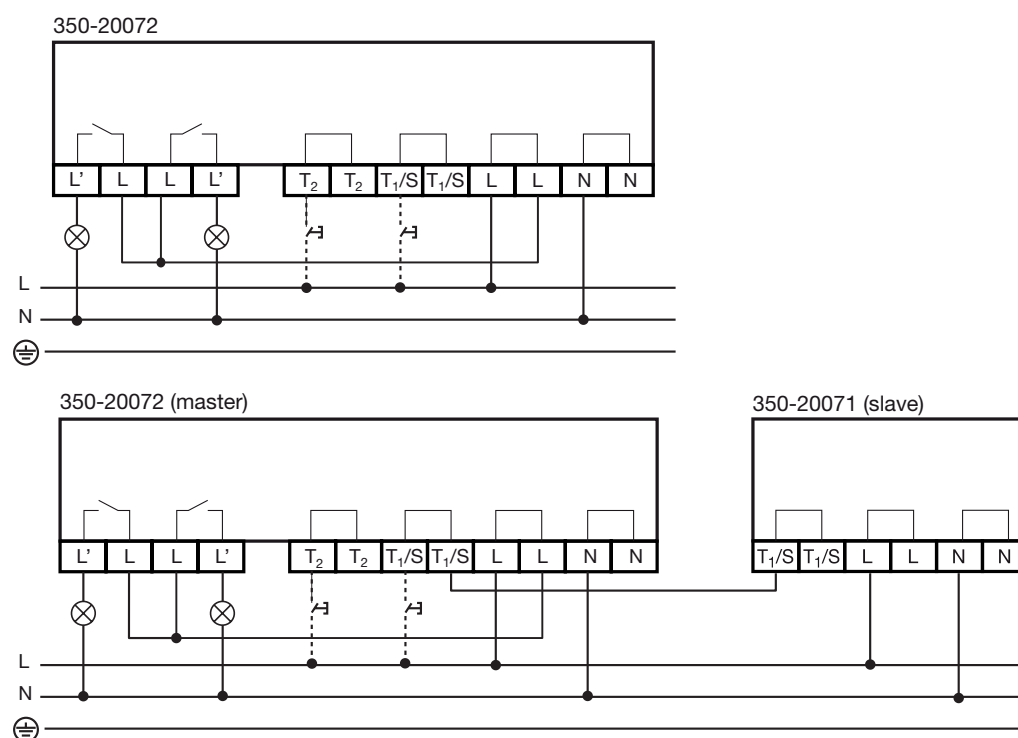 350-20072
L’ L L L’ T₂ T₂ T₁/S T₁/S L L N N
L
N
350-20072 (master) 350-20071 (slave)
L’ L L L’ T₂ T₂ T₁/S T₁/S L L N N T₁/S T₁/S L L N N
L
N